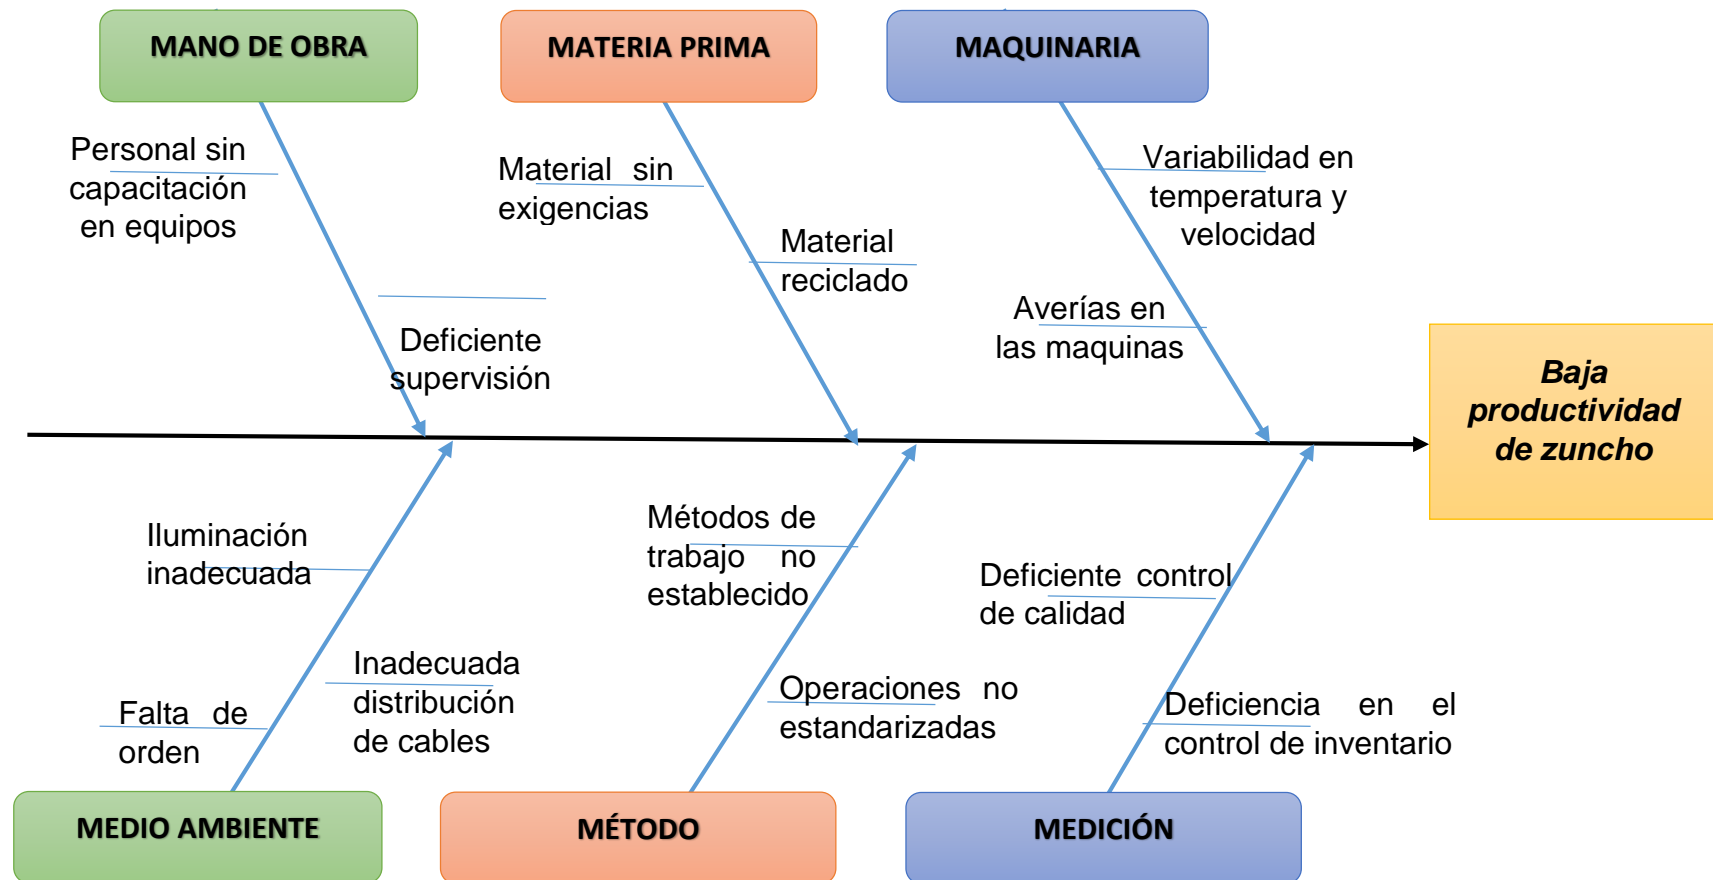 MANO DE OBRA
MATERIA PRIMA
MAQUINARIA
Personal sin
capacitación
en equipos
Deficiente
supervisión
Material sin
exigencias
Material
reciclado
Variabilidad en
temperatura y
velocidad
Averías en
las maquinas
Baja
productividad
de zuncho
Iluminación
inadecuada
Falta de
orden
Inadecuada
distribución
de cables
Métodos de
trabajo no
establecido
Operaciones no
estandarizadas
Deficiente control
de calidad
Deficiencia en el
control de inventario
MEDIO AMBIENTE
MÉTODO
MEDICIÓN